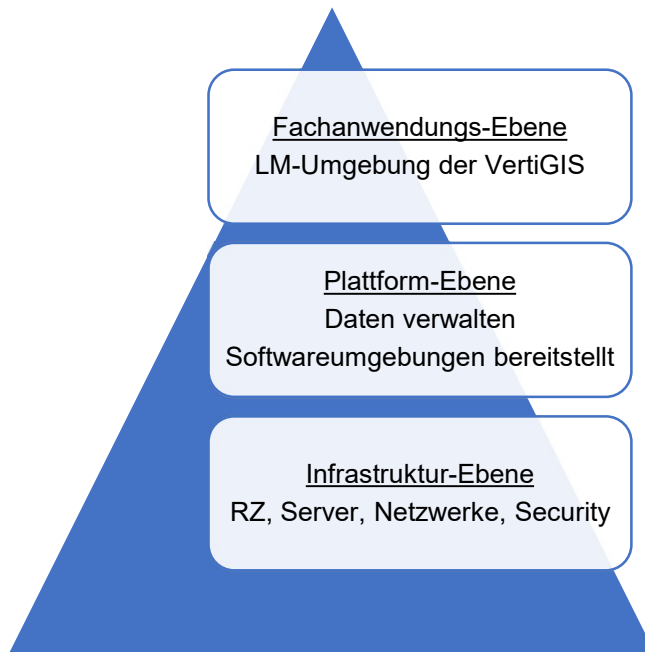 Fachanwendungs-Ebene
LM-Umgebung der VertiGIS
Plattform-Ebene
Daten verwalten
Softwareumgebungen bereitstellt
Infrastruktur-Ebene
RZ, Server, Netzwerke, Security